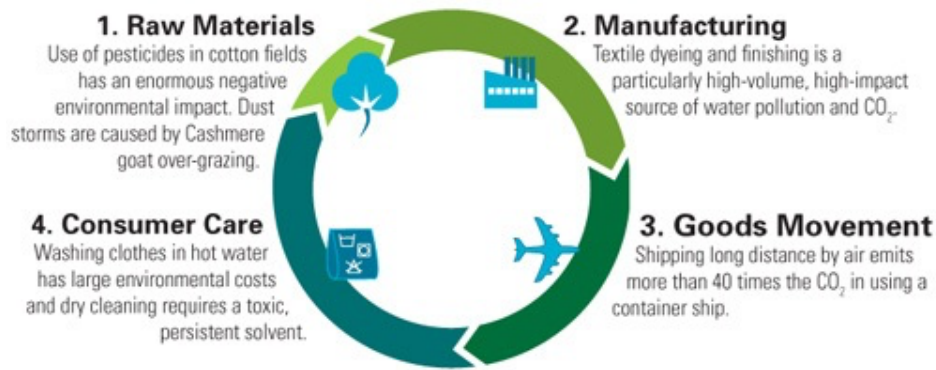 1. Raw Materials
Use of pesticides in cotton fields
has an enormous negative
environmental impact. Dust
storms are caused by Cashmere
goat over-grazing.
2. Manufacturing
Textile dyeing and finishing is a
particularly high-volume, high-impact
source of water pollution and CO₂.
3. Goods Movement
Shipping long distance by air emits
more than 40 times the CO₂ in using a
container ship.
4. Consumer Care
Washing clothes in hot water
has large environmental costs
and dry cleaning requires a toxic,
persistent solvent.